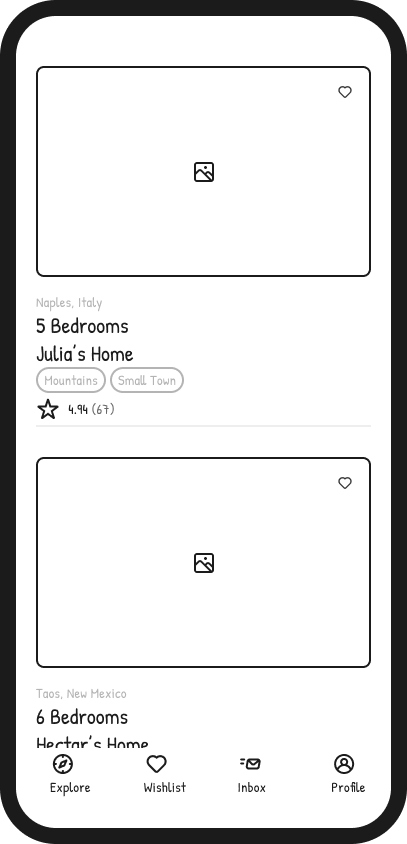 Naples, Italy
5 Bedrooms
Julia's Home
Mountains Small Town
4.94 (67)
Taos, New Mexico
6 Bedrooms
Hectar's Home
Explore Wishlist Inbox Profile